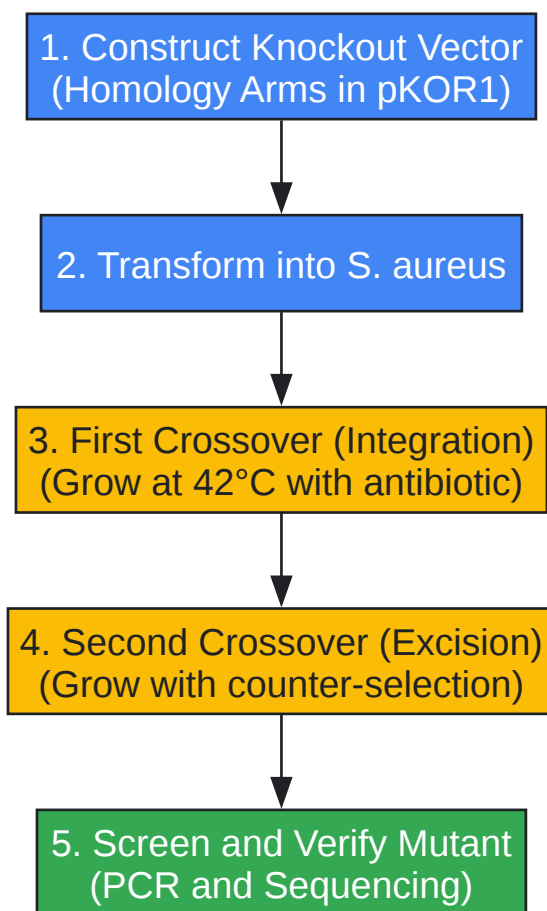 1. Construct Knockout Vector
(Homology Arms in pKOR1)
2. Transform into S. aureus
3. First Crossover (Integration)
(Grow at 42°C with antibiotic)
4. Second Crossover (Excision)
(Grow with counter-selection)
5. Screen and Verify Mutant
(PCR and Sequencing)